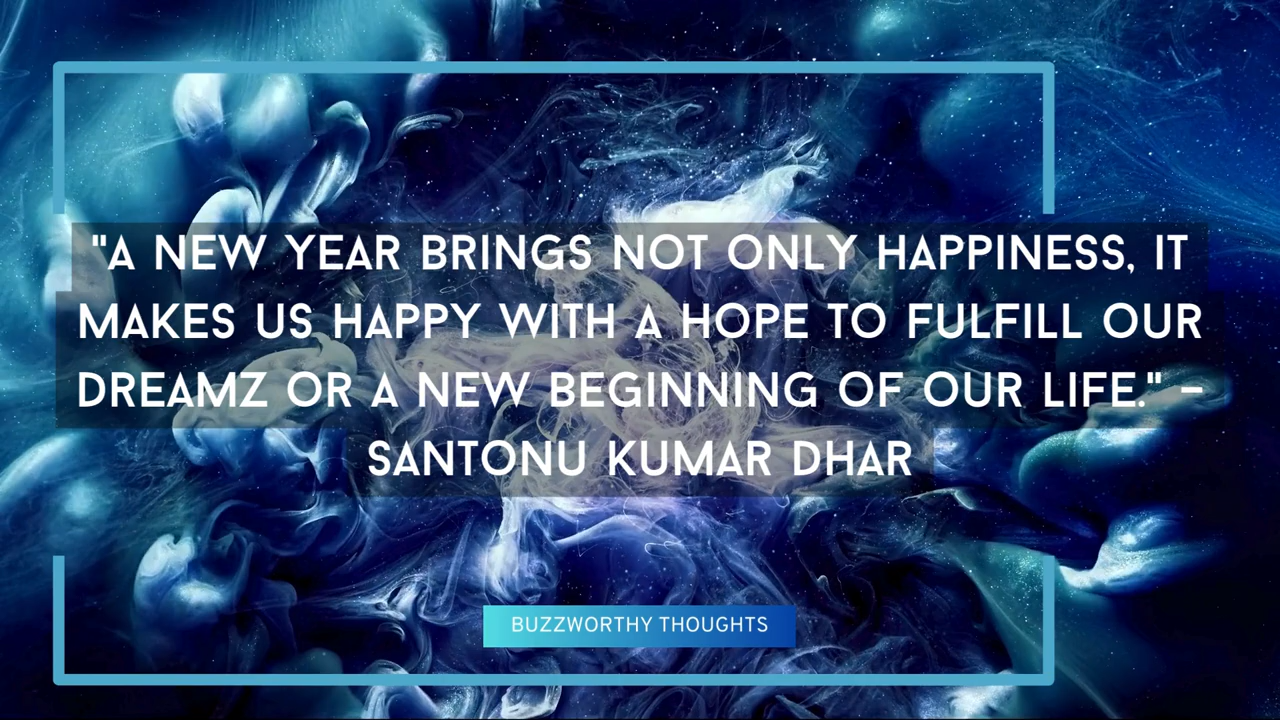 "A NEW YEAR BRINGS NOT ONLY HAPPINESS, IT
MAKES US HAPPY WITH A HOPE TO FULFILL OUR
DREAMZ OR A NEW BEGINNING OF OUR LIFE." –
SANTONU KUMAR DHAR
BUZZWORTHY THOUGHTS